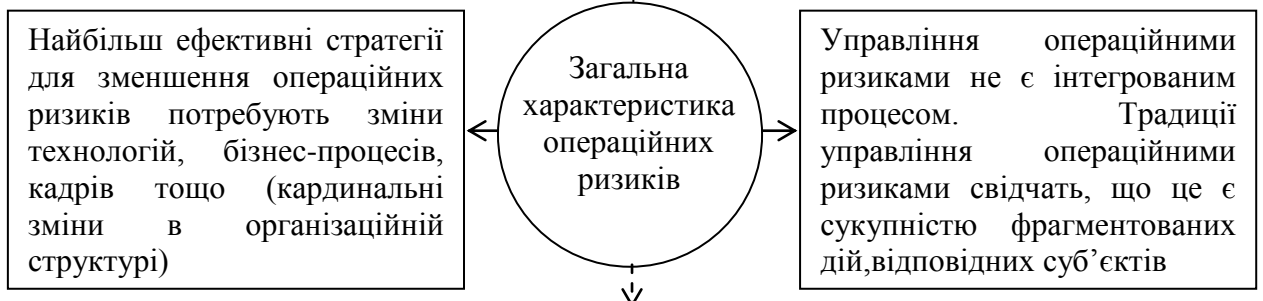 Найбільш ефективні стратегії
для зменшення операційних
ризиків потребують зміни
технологій, бізнес-процесів,
кадрів тощо (кардинальні
зміни в організаційній
структурі)
Загальна
характеристика
операційних
ризиків
Управління операційними
ризиками не є інтегрованим
процесом. Традиції
управління операційними
ризиками свідчать, що це є
сукупністю фрагментованих
дій,відповідних суб’єктів